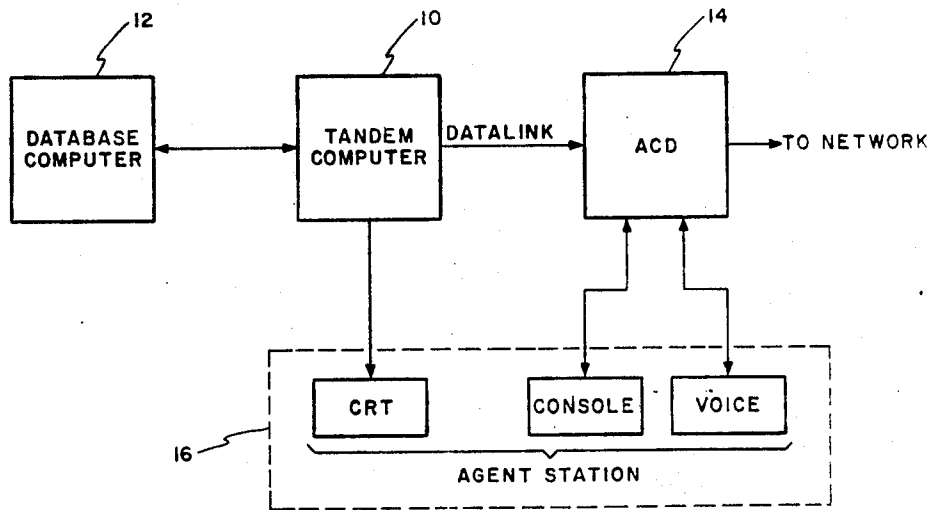 12
10
14
DATABASE
COMPUTER
TANDEM
COMPUTER
DATALINK
ACD
TO NETWORK
CRT
CONSOLE
VOICE
16
AGENT STATION